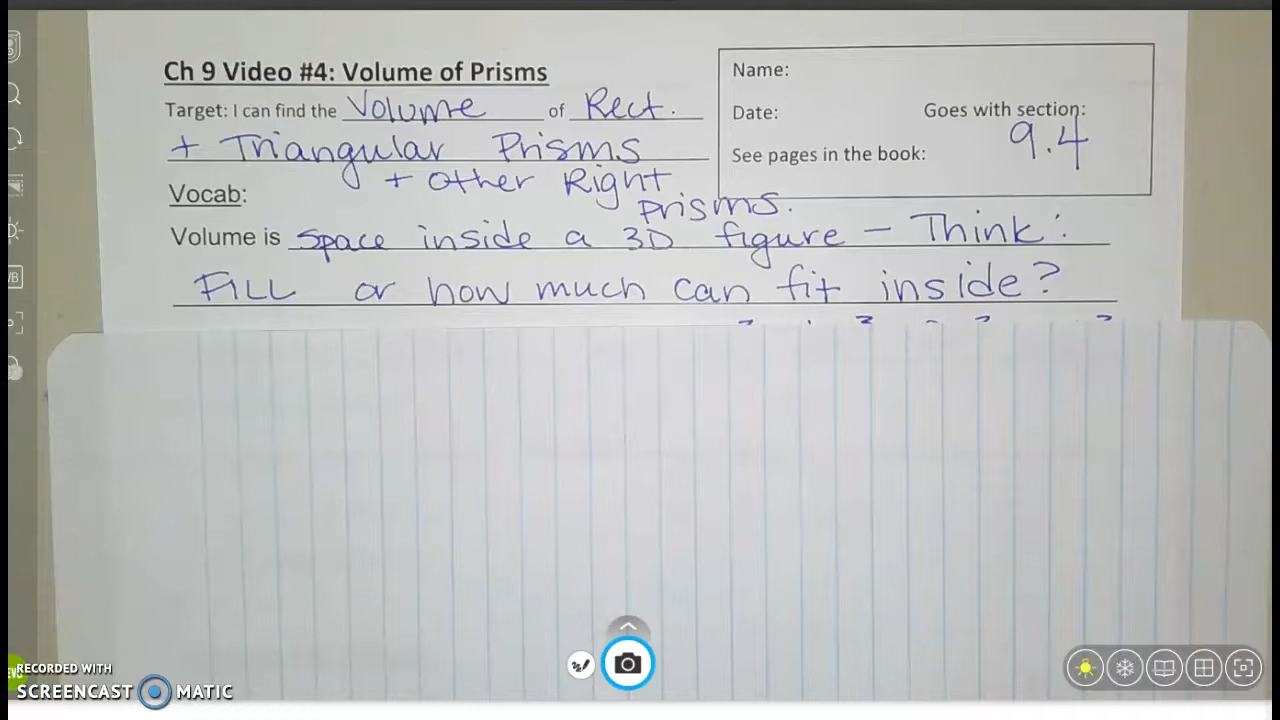 Ch 9 Video #4: Volume of Prisms
Target: I can find the Volume of Rect.
+ Triangular Prisms
+ Other Right
Prisms.
Name:
Date:
Goes with section:
9.4
See pages in the book:
Vocab:
Volume is space inside a 3D figure - Think:
FILL or how much can fit inside?
RECORDED WITH
SCREENCAST MATIC